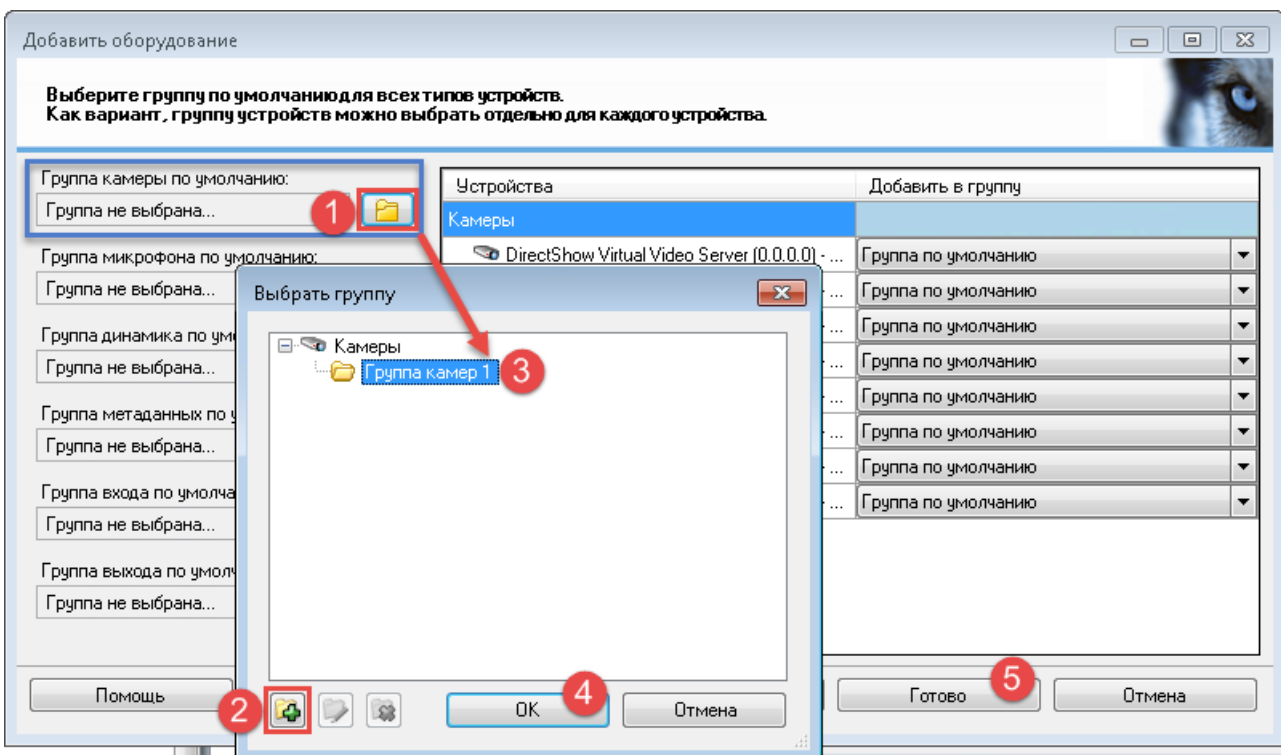 Добавить оборудование
Выберите группу по умолчанию для всех типов устройств.
Как вариант, группу устройств можно выбрать отдельно для каждого устройства.
Группа камеры по умолчанию:
Группа не выбрана...
1
Группа микрофона по умолчанию:
Группа не выбрана...
Группа динамика по ум
Группа не выбрана...
Группа метаданных по у
Группа не выбрана...
Группа входа по умолча
Группа не выбрана...
Группа выхода по умолч
Группа не выбрана...
Устройства
Добавить в группу
Камеры
DirectShow Virtual Video Server (0.0.0.0) - ...
Группа по умолчанию
- ...
Группа по умолчанию
- ...
Группа по умолчанию
- ...
Группа по умолчанию
- ...
Группа по умолчанию
- ...
Группа по умолчанию
- ...
Группа по умолчанию
- ...
Группа по умолчанию
Выбрать группу
Камеры
Группа камер 1
3
2
OK
4
Отмена
Помощь
Готово
5
Отмена